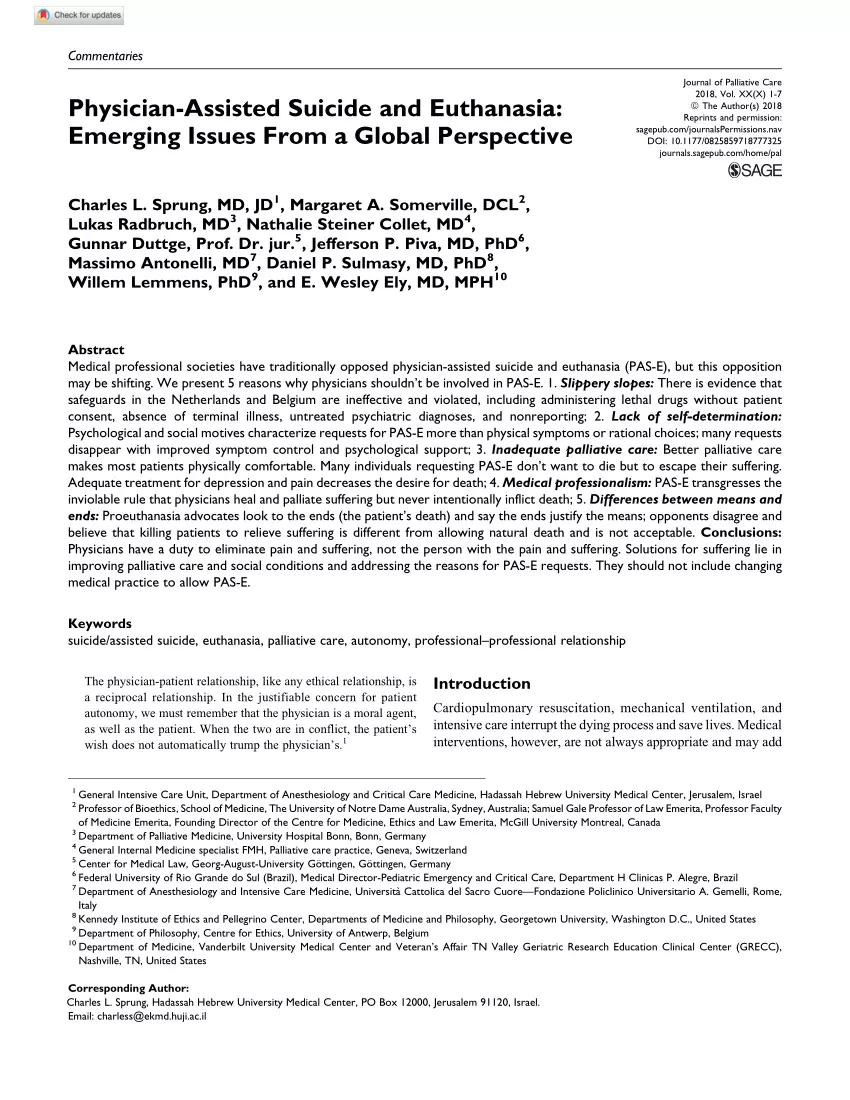 Check for updates
Commentaries
Journal of Palliative Care
2018, Vol. XX(X) 1-7
© The Author(s) 2018
Reprints and permission:
sagepub.com/journalsPermissions.nav
DOI: 10.1177/0825859718777325
journals.sagepub.com/home/pal
SAGE
Physician-Assisted Suicide and Euthanasia:
Emerging Issues From a Global Perspective
Charles L. Sprung, MD, JD1, Margaret A. Somerville, DCL2,
Lukas Radbruch, MD3, Nathalie Steiner Collet, MD4,
Gunnar Duttge, Prof. Dr. jur.5, Jefferson P. Piva, MD, PhD6,
Massimo Antonelli, MD7, Daniel P. Sulmasy, MD, PhD8,
Willem Lemmens, PhD9, and E. Wesley Ely, MD, MPH10
Abstract
Medical professional societies have traditionally opposed physician-assisted suicide and euthanasia (PAS-E), but this opposition
may be shifting. We present 5 reasons why physicians shouldn't be involved in PAS-E. 1. Slippery slopes: There is evidence that
safeguards in the Netherlands and Belgium are ineffective and violated, including administering lethal drugs without patient
consent, absence of terminal illness, untreated psychiatric diagnoses, and nonreporting; 2. Lack of self-determination:
Psychological and social motives characterize requests for PAS-E more than physical symptoms or rational choices; many requests
disappear with improved symptom control and psychological support; 3. Inadequate palliative care: Better palliative care
makes most patients physically comfortable. Many individuals requesting PAS-E don't want to die but to escape their suffering.
Adequate treatment for depression and pain decreases the desire for death; 4. Medical professionalism: PAS-E transgresses the
inviolable rule that physicians heal and palliate suffering but never intentionally inflict death; 5. Differences between means and
ends: Proeuthanasia advocates look to the ends (the patient's death) and say the ends justify the means; opponents disagree and
believe that killing patients to relieve suffering is different from allowing natural death and is not acceptable. Conclusions:
Physicians have a duty to eliminate pain and suffering, not the person with the pain and suffering. Solutions for suffering lie in
improving palliative care and social conditions and addressing the reasons for PAS-E requests. They should not include changing
medical practice to allow PAS-E.
Keywords
suicide/assisted suicide, euthanasia, palliative care, autonomy, professional–professional relationship
The physician-patient relationship, like any ethical relationship, is
a reciprocal relationship. In the justifiable concern for patient
autonomy, we must remember that the physician is a moral agent,
as well as the patient. When the two are in conflict, the patient's
wish does not automatically trump the physician's.1
Introduction
Cardiopulmonary resuscitation, mechanical ventilation, and
intensive care interrupt the dying process and save lives. Medical
interventions, however, are not always appropriate and may add
1 General Intensive Care Unit, Department of Anesthesiology and Critical Care Medicine, Hadassah Hebrew University Medical Center, Jerusalem, Israel
2 Professor of Bioethics, School of Medicine, The University of Notre Dame Australia, Sydney, Australia; Samuel Gale Professor of Law Emerita, Professor Faculty
of Medicine Emerita, Founding Director of the Centre for Medicine, Ethics and Law Emerita, McGill University Montreal, Canada
3 Department of Palliative Medicine, University Hospital Bonn, Bonn, Germany
4 General Internal Medicine specialist FMH, Palliative care practice, Geneva, Switzerland
5 Center for Medical Law, Georg-August-University Göttingen, Göttingen, Germany
6 Federal University of Rio Grande do Sul (Brazil), Medical Director-Pediatric Emergency and Critical Care, Department H Clinicas P. Alegre, Brazil
7 Department of Anesthesiology and Intensive Care Medicine, Università Cattolica del Sacro Cuore—Fondazione Policlinico Universitario A. Gemelli, Rome,
Italy
8 Kennedy Institute of Ethics and Pellegrino Center, Departments of Medicine and Philosophy, Georgetown University, Washington D.C., United States
9 Department of Philosophy, Centre for Ethics, University of Antwerp, Belgium
10 Department of Medicine, Vanderbilt University Medical Center and Veteran's Affair TN Valley Geriatric Research Education Clinical Center (GRECC),
Nashville, TN, United States
Corresponding Author:
Charles L. Sprung, Hadassah Hebrew University Medical Center, PO Box 12000, Jerusalem 91120, Israel.
Email: charless@ekmd.huji.ac.il